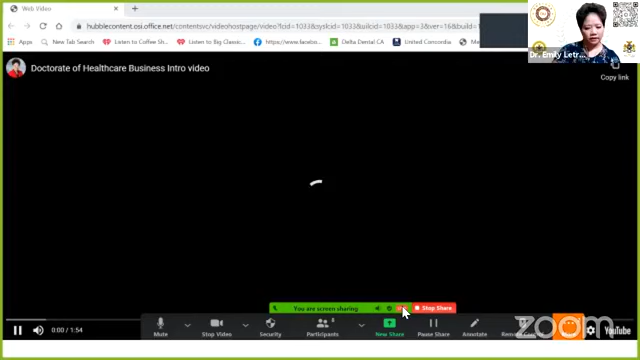 Web Video
hubblecontent.osi.office.net/contentsvc/videohostpage/video?fcid=1033&syslcid=1033&uilcid=1033&app=3&ver=16&build=1
Apps
New Tab Search
Listen to Coffee Sh...
Listen to Big Classic...
https://www.facebo...
Delta Dental CA
United Concordia
Dr. Emily Letr...
Doctorate of Healthcare Business Intro video
Copy link
You are screen sharing
Stop Share
0:00 / 1:54
Mute
Stop Video
Security
Participants
8
New Share
Pause Share
Annotate
More
YouTube
zoom